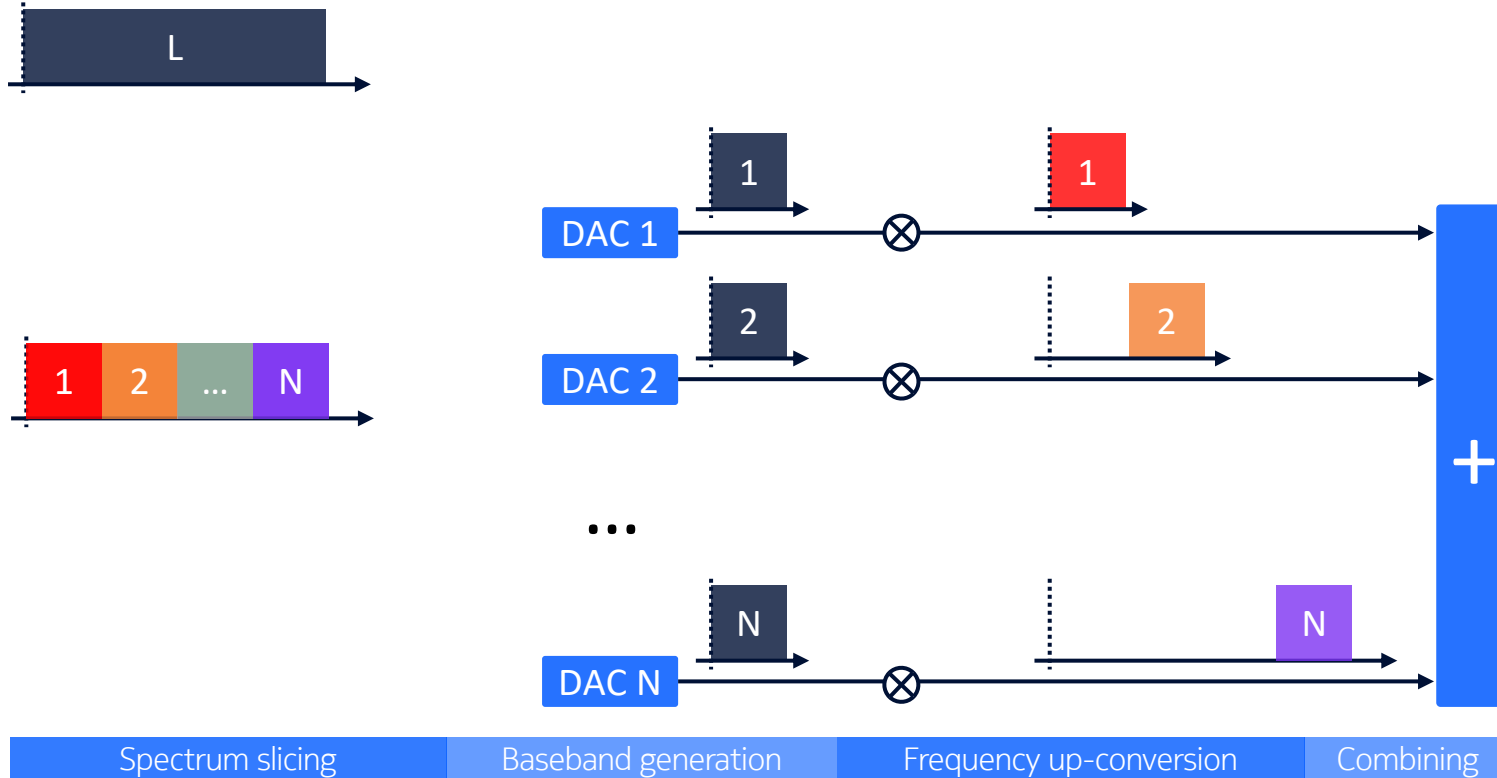 L
1
1
DAC 1
2
2
DAC 2
1 2 ... N
+
...
N
N
DAC N
Spectrum slicing Baseband generation Frequency up-conversion Combining